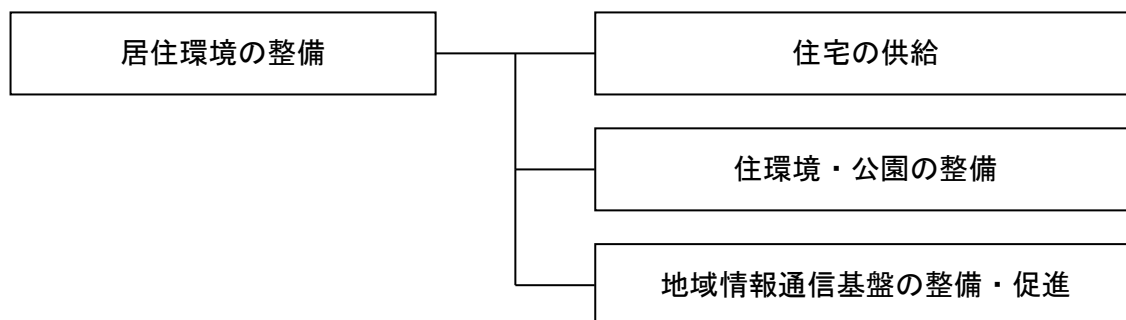 居住環境の整備
住宅の供給
住環境・公園の整備
地域情報通信基盤の整備・促進